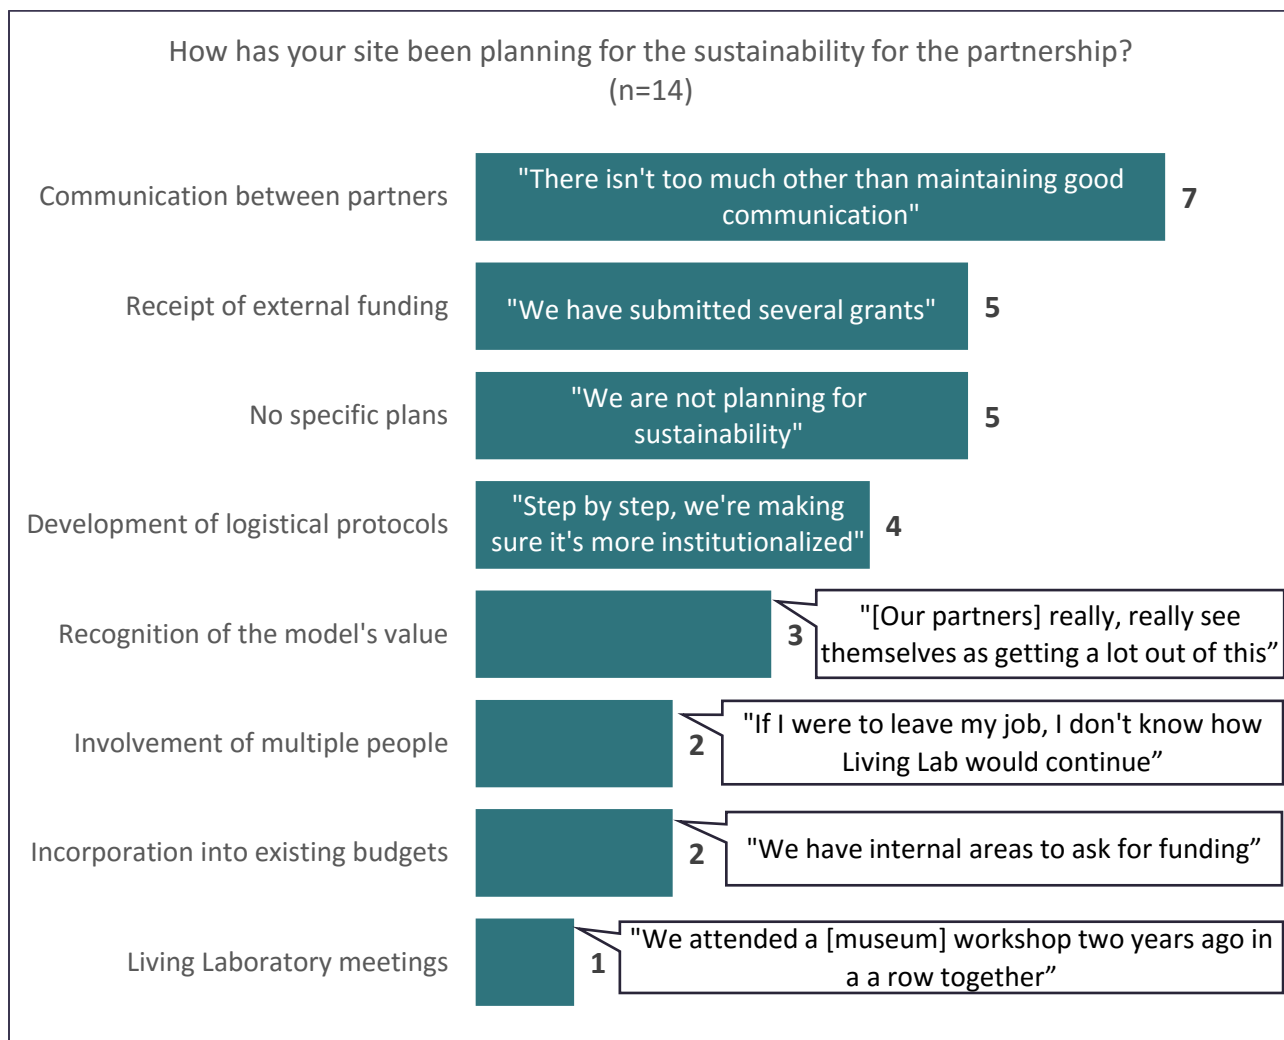 How has your site been planning for the sustainability for the partnership?
(n=14)
Communication between partners
"There isn't too much other than maintaining good
communication"
7
Receipt of external funding
"We have submitted several grants"
5
No specific plans
"We are not planning for
sustainability"
5
Development of logistical protocols
"Step by step, we're making
sure it's more institutionalized"
4
Recognition of the model's value
3
"[Our partners] really, really see
themselves as getting a lot out of this”
Involvement of multiple people
2
"If I were to leave my job, I don't know how
Living Lab would continue”
Incorporation into existing budgets
2
"We have internal areas to ask for funding”
Living Laboratory meetings
1
"We attended a [museum] workshop two years ago in
a a row together”